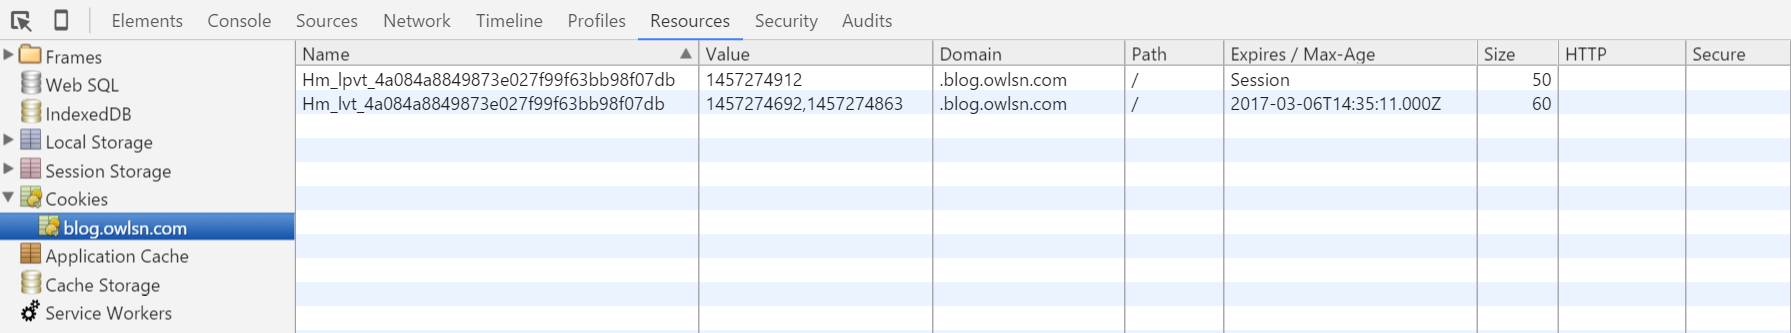 Elements Console Sources Network Timeline Profiles Resources Security Audits
Frames
Web SQL
IndexedDB
Local Storage
Session Storage
Cookies
blog.owlsn.com
Application Cache
Cache Storage
Service Workers
Name Value Domain Path Expires / Max-Age Size HTTP Secure
Hm_lpvt_4a084a8849873e027f99f63bb98f07db 1457274912 .blog.owlsn.com / Session 50
Hm_lvt_4a084a8849873e027f99f63bb98f07db 1457274692,1457274863 .blog.owlsn.com / 2017-03-06T14:35:11.000Z 60